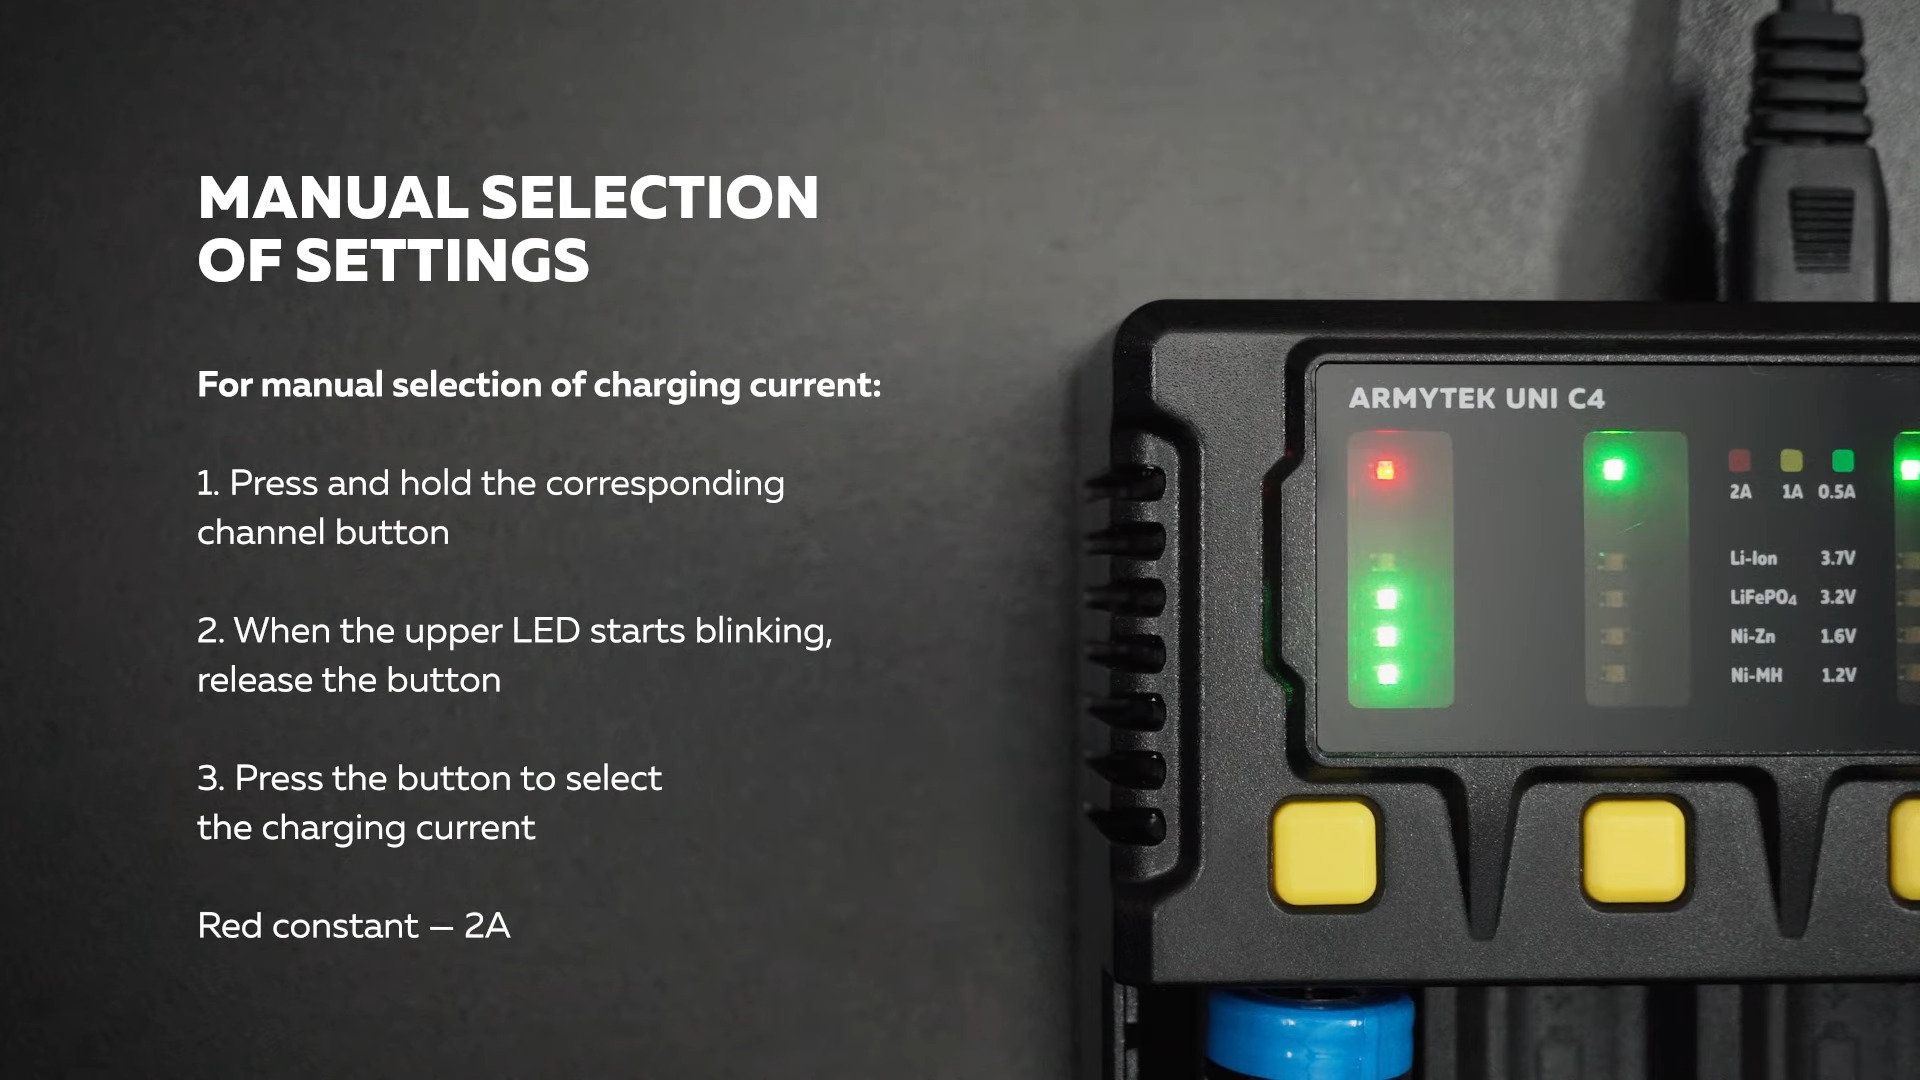 MANUAL SELECTION
OF SETTINGS
For manual selection of charging current:
1. Press and hold the corresponding
channel button
2. When the upper LED starts blinking,
release the button
3. Press the button to select
the charging current
Red constant – 2A
ARMYTEK UNI C4
2A 1A 0.5A
Li-Ion 3.7V
LiFePO₄ 3.2V
Ni-Zn 1.6V
Ni-MH 1.2V